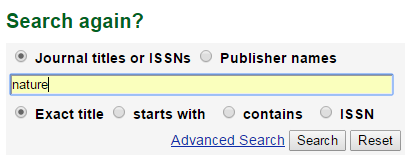 Search again?
Journal titles or ISSNs Publisher names
nature
Exact title starts with contains ISSN
Advanced Search Search Reset